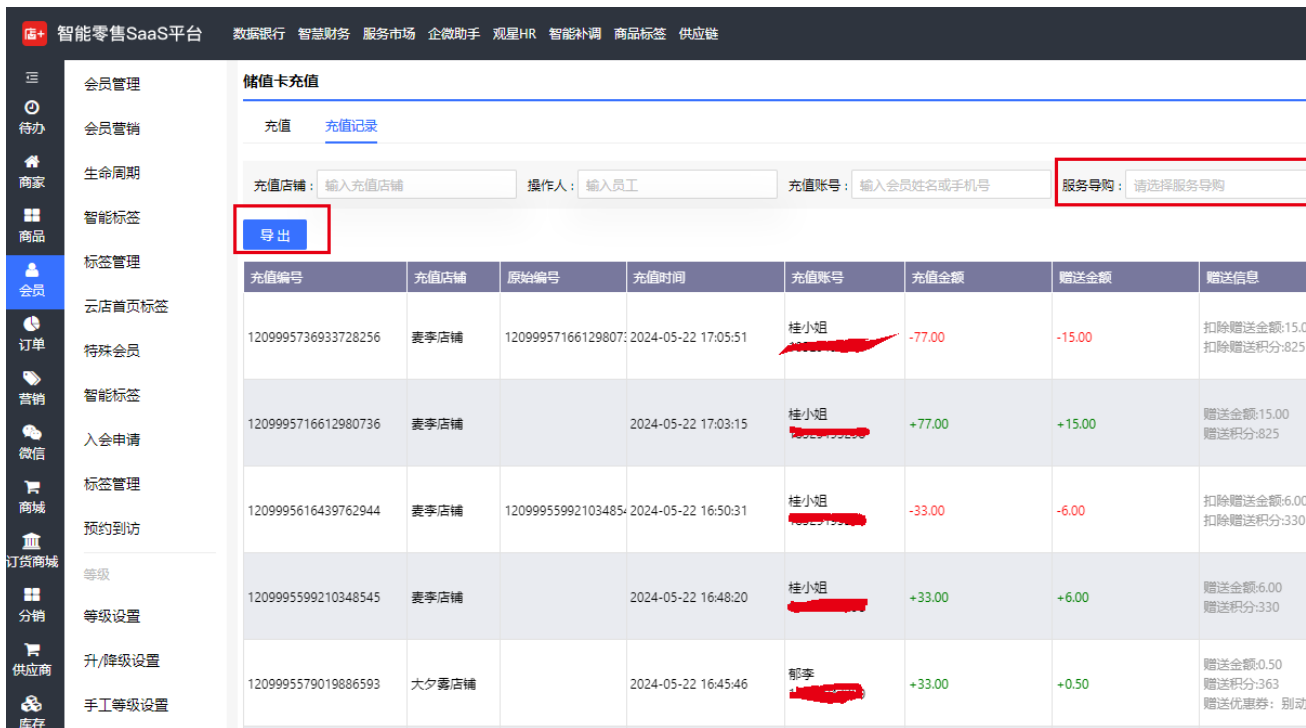 店+ 智能零售SaaS平台 数据银行 智慧财务 服务市场 企微助手 观星HR 智能补调 商品标签 供应链
待办
商家
商品
会员
订单
营销
微信
商城
订货商城
分销
供应商
库存
会员管理
会员营销
生命周期
智能标签
标签管理
云店首页标签
特殊会员
智能标签
入会申请
标签管理
预约到访
等级
等级设置
升/降级设置
手工等级设置
储值卡充值
充值 充值记录
充值店铺： 输入充值店铺 操作人： 输入员工 充值账号： 输入会员姓名或手机号 服务导购： 请选择服务导购
导出
充值编号 充值店铺 原始编号 充值时间 充值账号 充值金额 赠送金额 赠送信息
1209995736933728256 麦李店铺 120999571661298073 2024-05-22 17:05:51 桂小姐 -77.00 -15.00 扣除赠送金额:15.0
扣除赠送积分:825
1209995716612980736 麦李店铺 2024-05-22 17:03:15 桂小姐 +77.00 +15.00 赠送金额:15.00
赠送积分:825
1209995616439762944 麦李店铺 120999559921034854 2024-05-22 16:50:31 桂小姐 -33.00 -6.00 扣除赠送金额:6.00
扣除赠送积分:330
1209995599210348545 麦李店铺 2024-05-22 16:48:20 桂小姐 +33.00 +6.00 赠送金额:6.00
赠送积分:330
1209995579019886593 大夕雾店铺 2024-05-22 16:45:46 郁李 +33.00 +0.50 赠送金额:0.50
赠送积分:363
赠送优惠券：别动